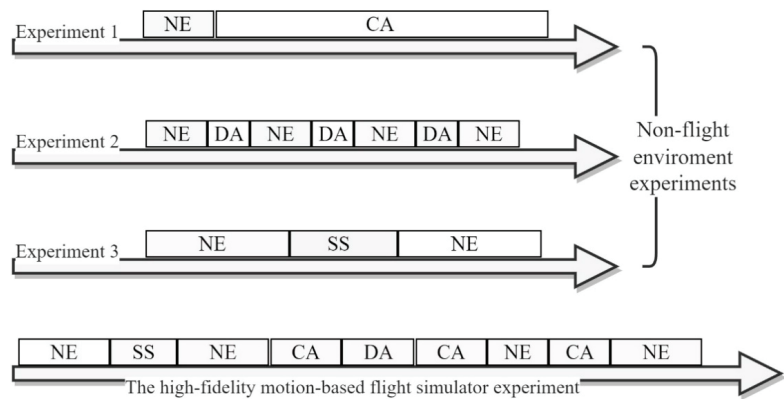 NE CA
Experiment 1
NE DA NE DA NE DA NE
Experiment 2
Non-flight
enviroment
experiments
NE SS NE
Experiment 3
NE SS NE CA DA CA NE CA NE
The high-fidelity motion-based flight simulator experiment